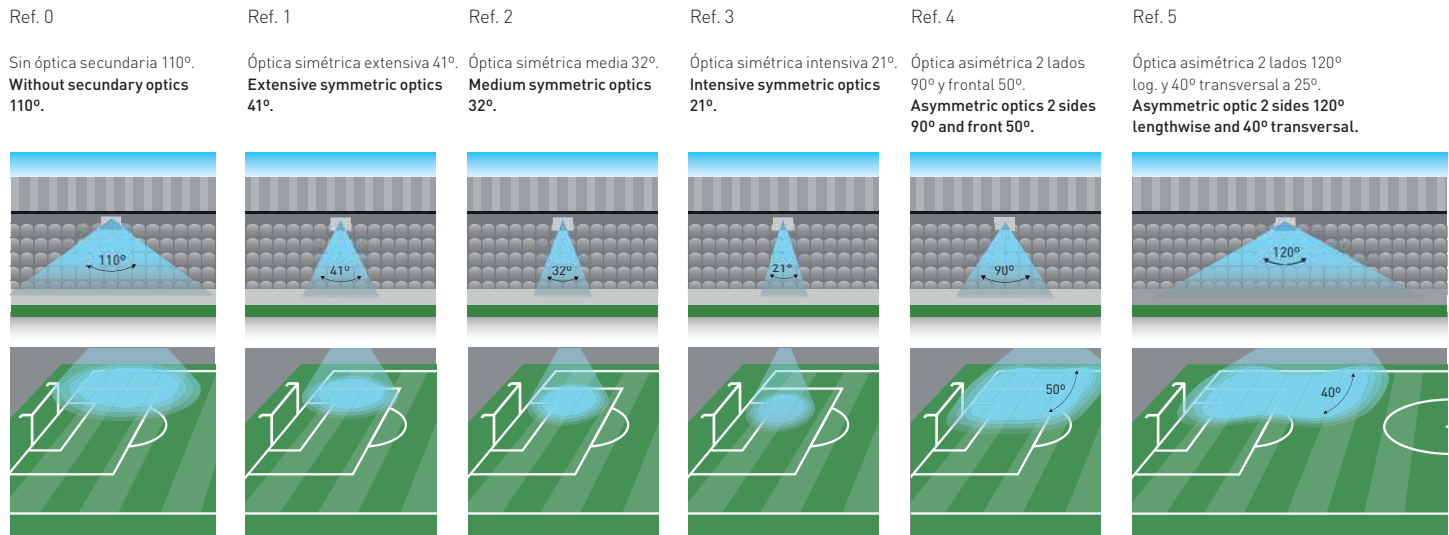 Ref. 0
Sin óptica secundaria 110º.
Without secundary optics
110º.
110º
Ref. 1
Óptica simétrica extensiva 41º.
Extensive symmetric optics
41º.
41º
Ref. 2
Óptica simétrica media 32º.
Medium symmetric optics
32º.
32º
Ref. 3
Óptica simétrica intensiva 21º.
Intensive symmetric optics
21º.
21º
Ref. 4
Óptica asimétrica 2 lados
90º y frontal 50º.
Asymmetric optics 2 sides
90º and front 50º.
90º
50º
Ref. 5
Óptica asimétrica 2 lados 120º
log. y 40º transversal a 25º.
Asymmetric optic 2 sides 120º
lengthwise and 40º transversal.
120º
40º